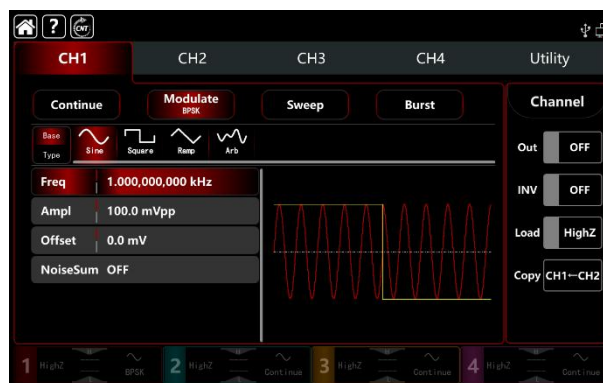 ? CNT
CH1 CH2 CH3 CH4 Utility
Continue Modulate Sweep Burst Channel
BPSK
Base
Type Sine Square Ramp Arb
Out OFF
Freq 1.000,000,000 kHz
INV OFF
Ampl 100.0 mVpp
Offset 0.0 mV
Load HighZ
NoiseSum OFF
Copy CH1←CH2
1 HighZ BPSK 2 HighZ Continue 3 HighZ Continue 4 HighZ Continue